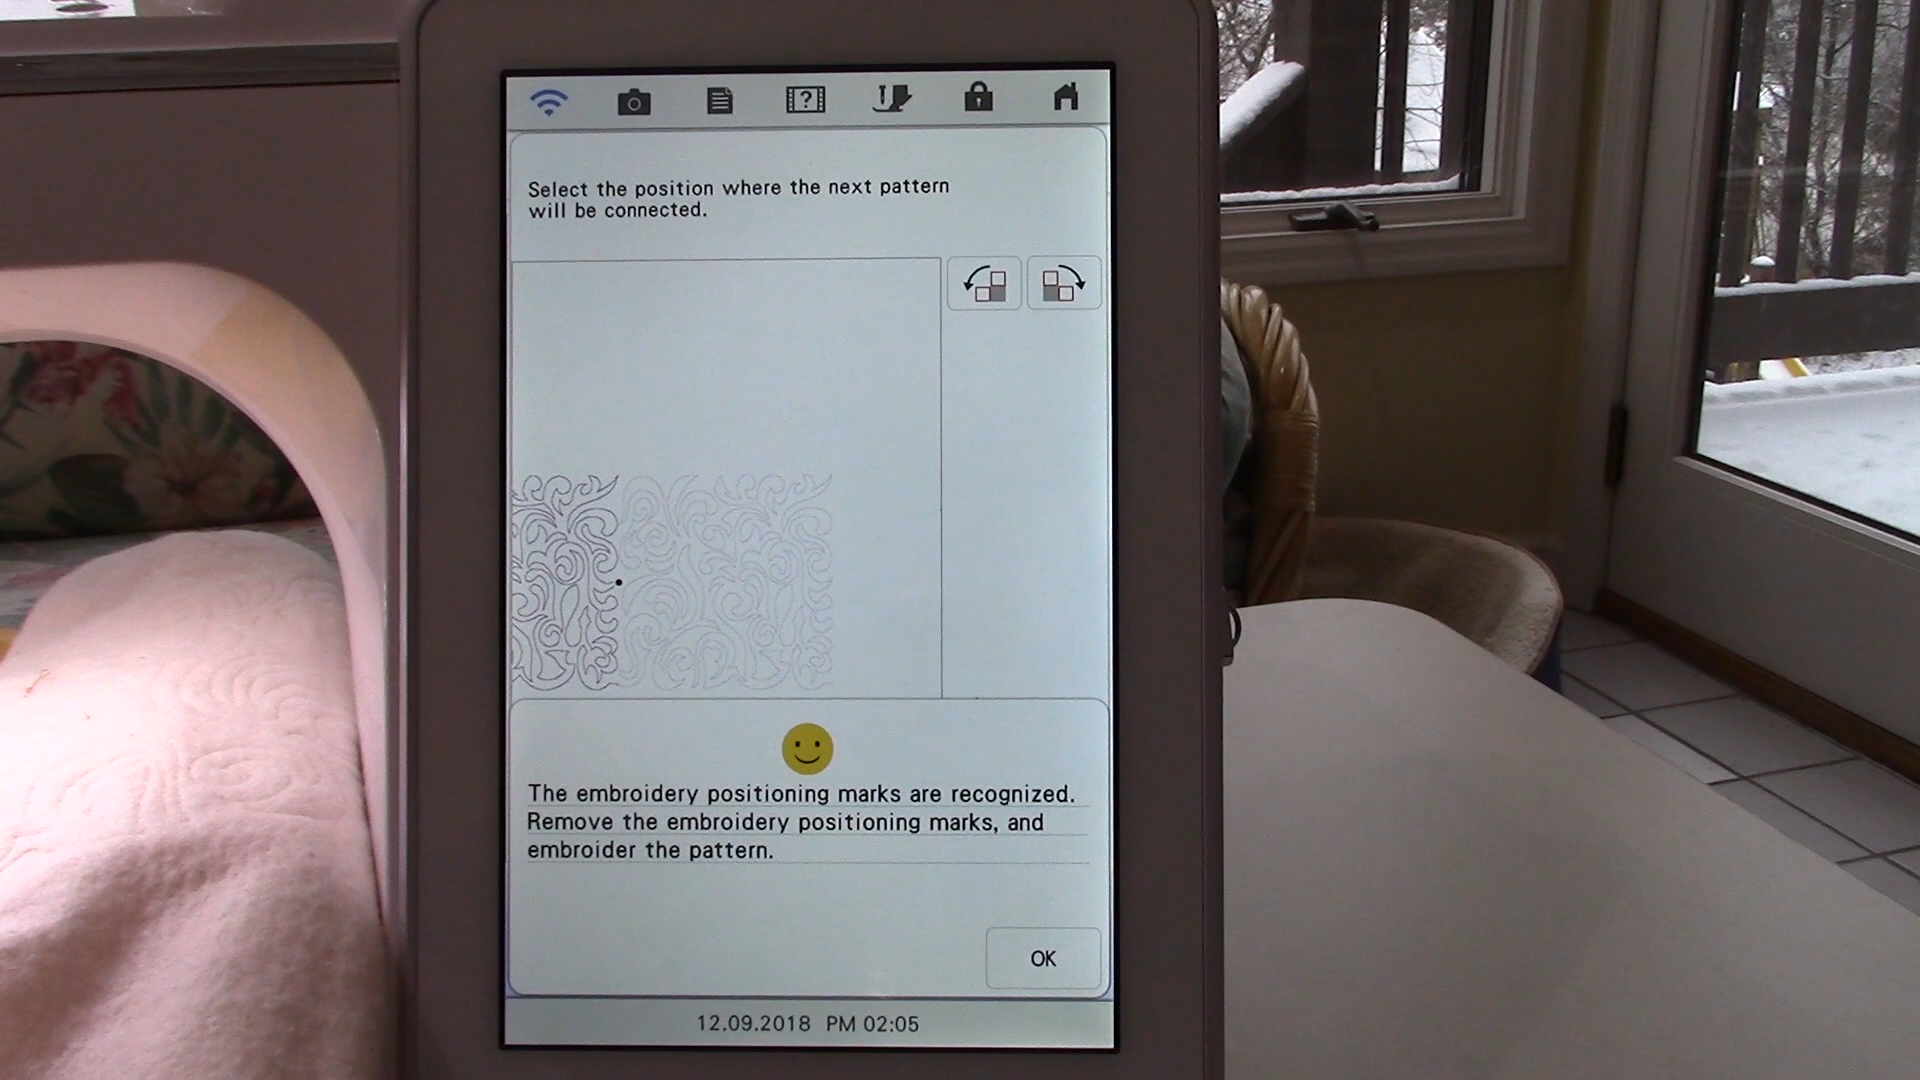 Select the position where the next pattern
will be connected.
The embroidery positioning marks are recognized.
Remove the embroidery positioning marks, and
embroider the pattern.
OK
12.09.2018 PM 02:05